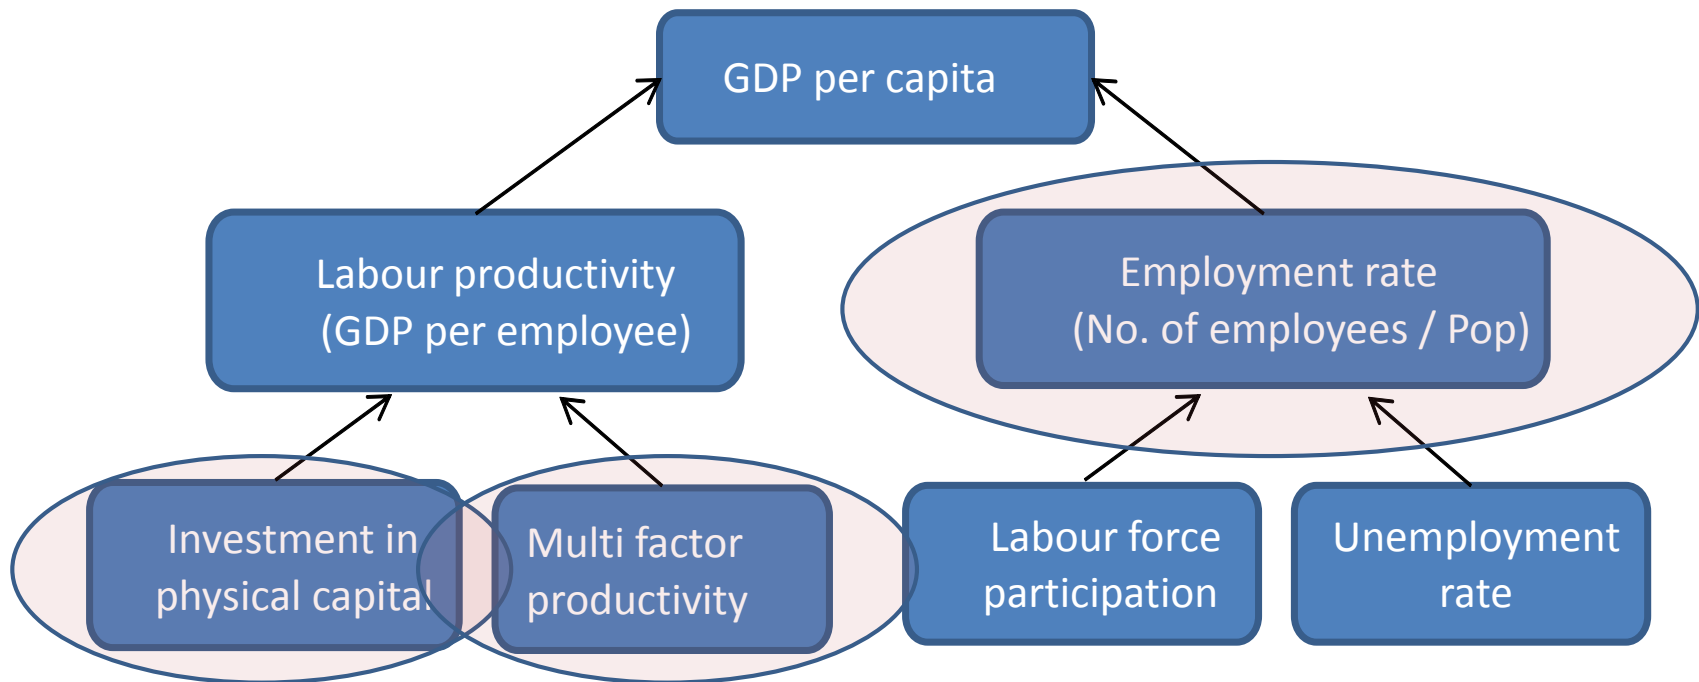 GDP per capita
Labour productivity
(GDP per employee)
Employment rate
(No. of employees / Pop)
Investment in
physical capital
Multi factor
productivity
Labour force
participation
Unemployment
rate